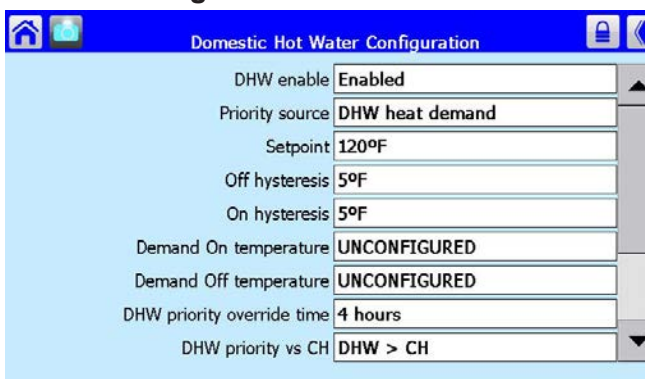 Domestic Hot Water Configuration
DHW enable Enabled
Priority source DHW heat demand
Setpoint 120ºF
Off hysteresis 5ºF
On hysteresis 5ºF
Demand On temperature UNCONFIGURED
Demand Off temperature UNCONFIGURED
DHW priority override time 4 hours
DHW priority vs CH DHW > CH